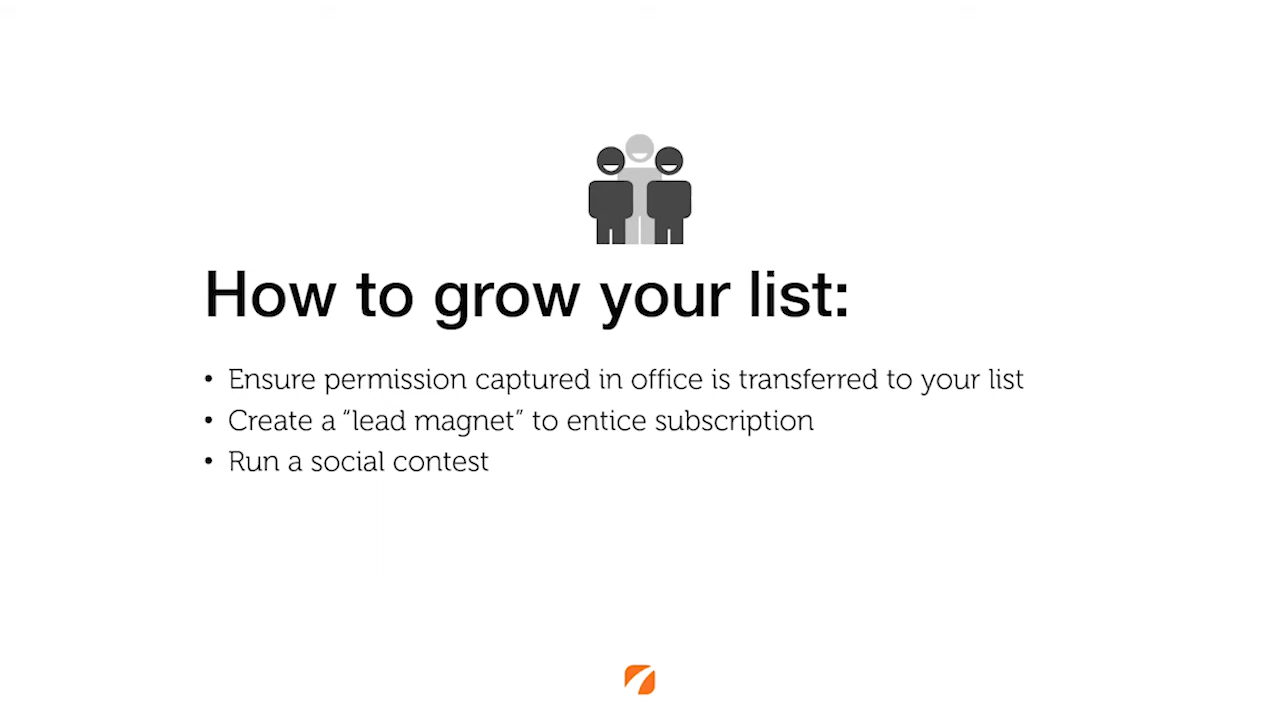 How to grow your list:
• Ensure permission captured in office is transferred to your list
• Create a “lead magnet” to entice subscription
• Run a social contest